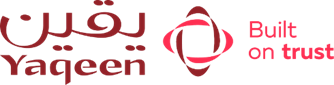 يقين
Yaqeen
Built
on trust